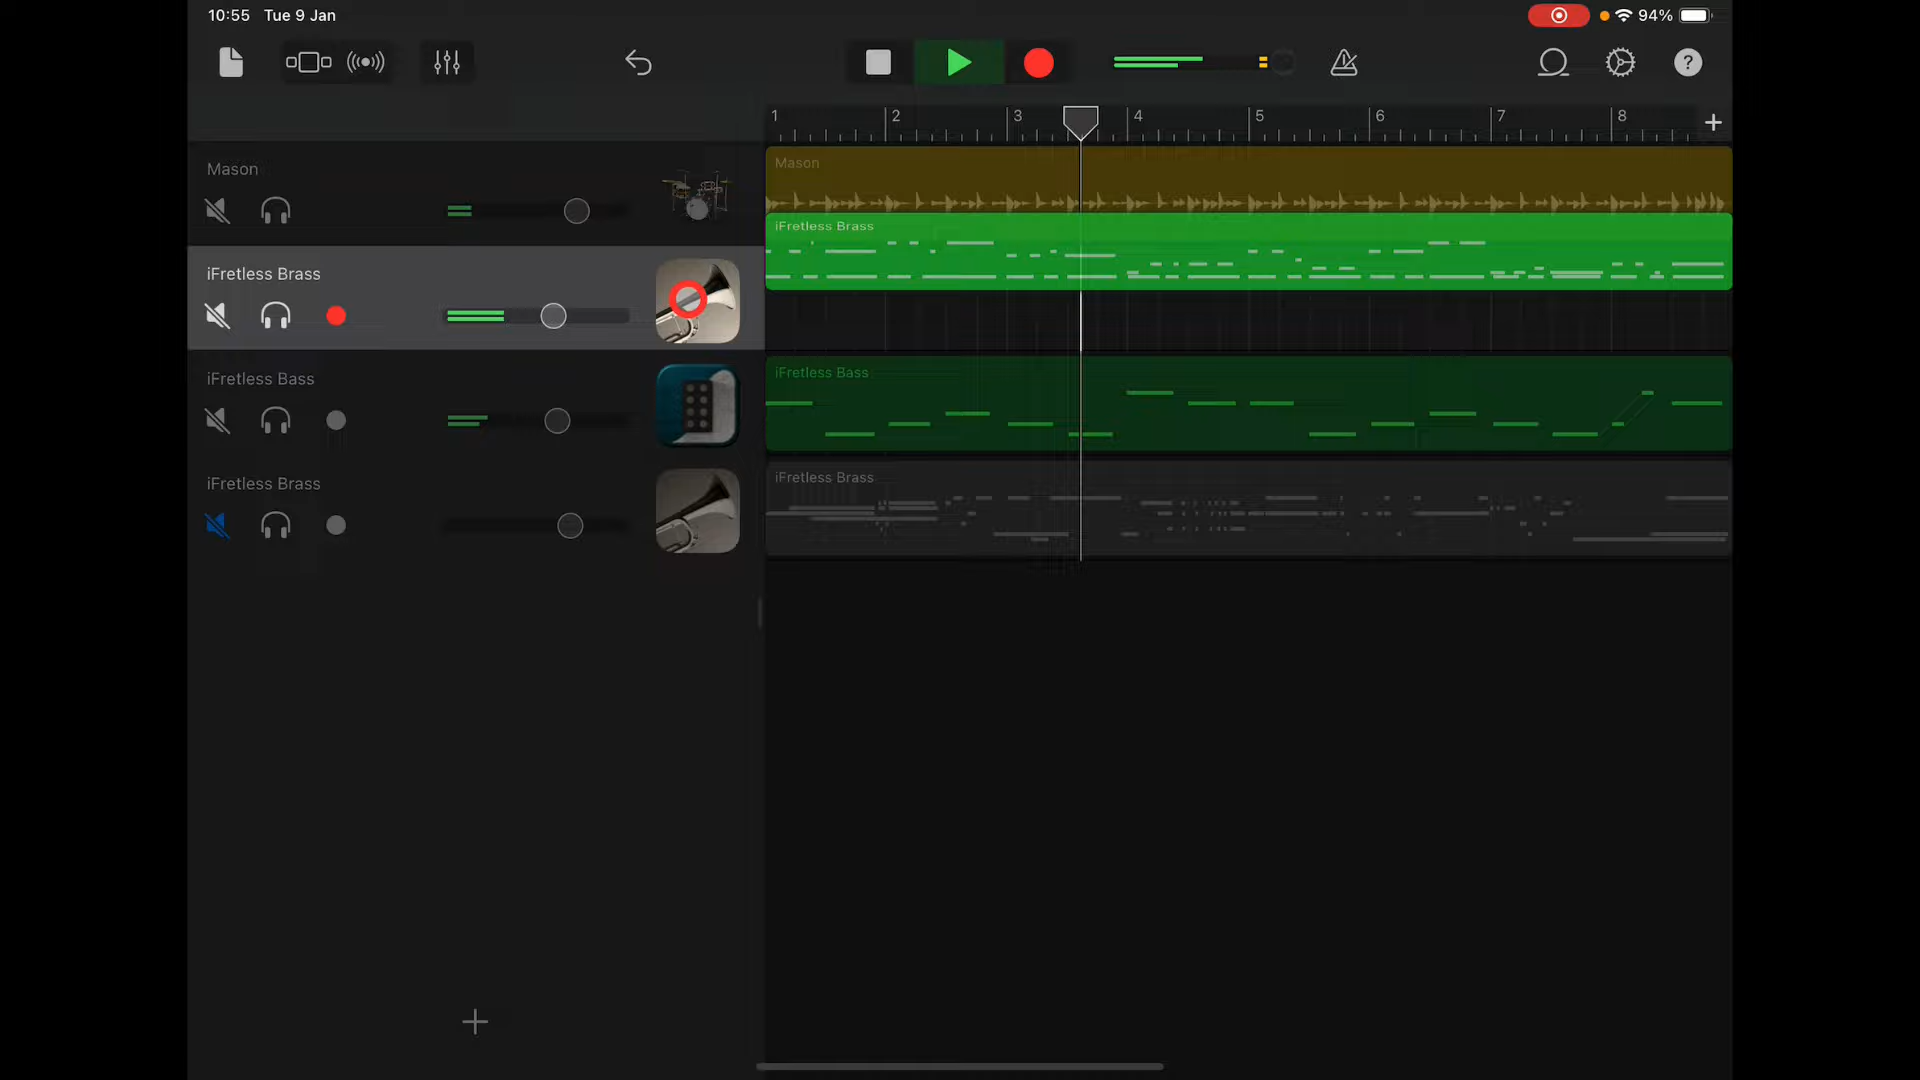 10:55 Tue 9 Jan
94%
?
1 2 3 4 5 6 7 8 +
Mason
Mason
iFretless Brass
iFretless Brass
iFretless Bass
iFretless Bass
iFretless Brass
iFretless Brass